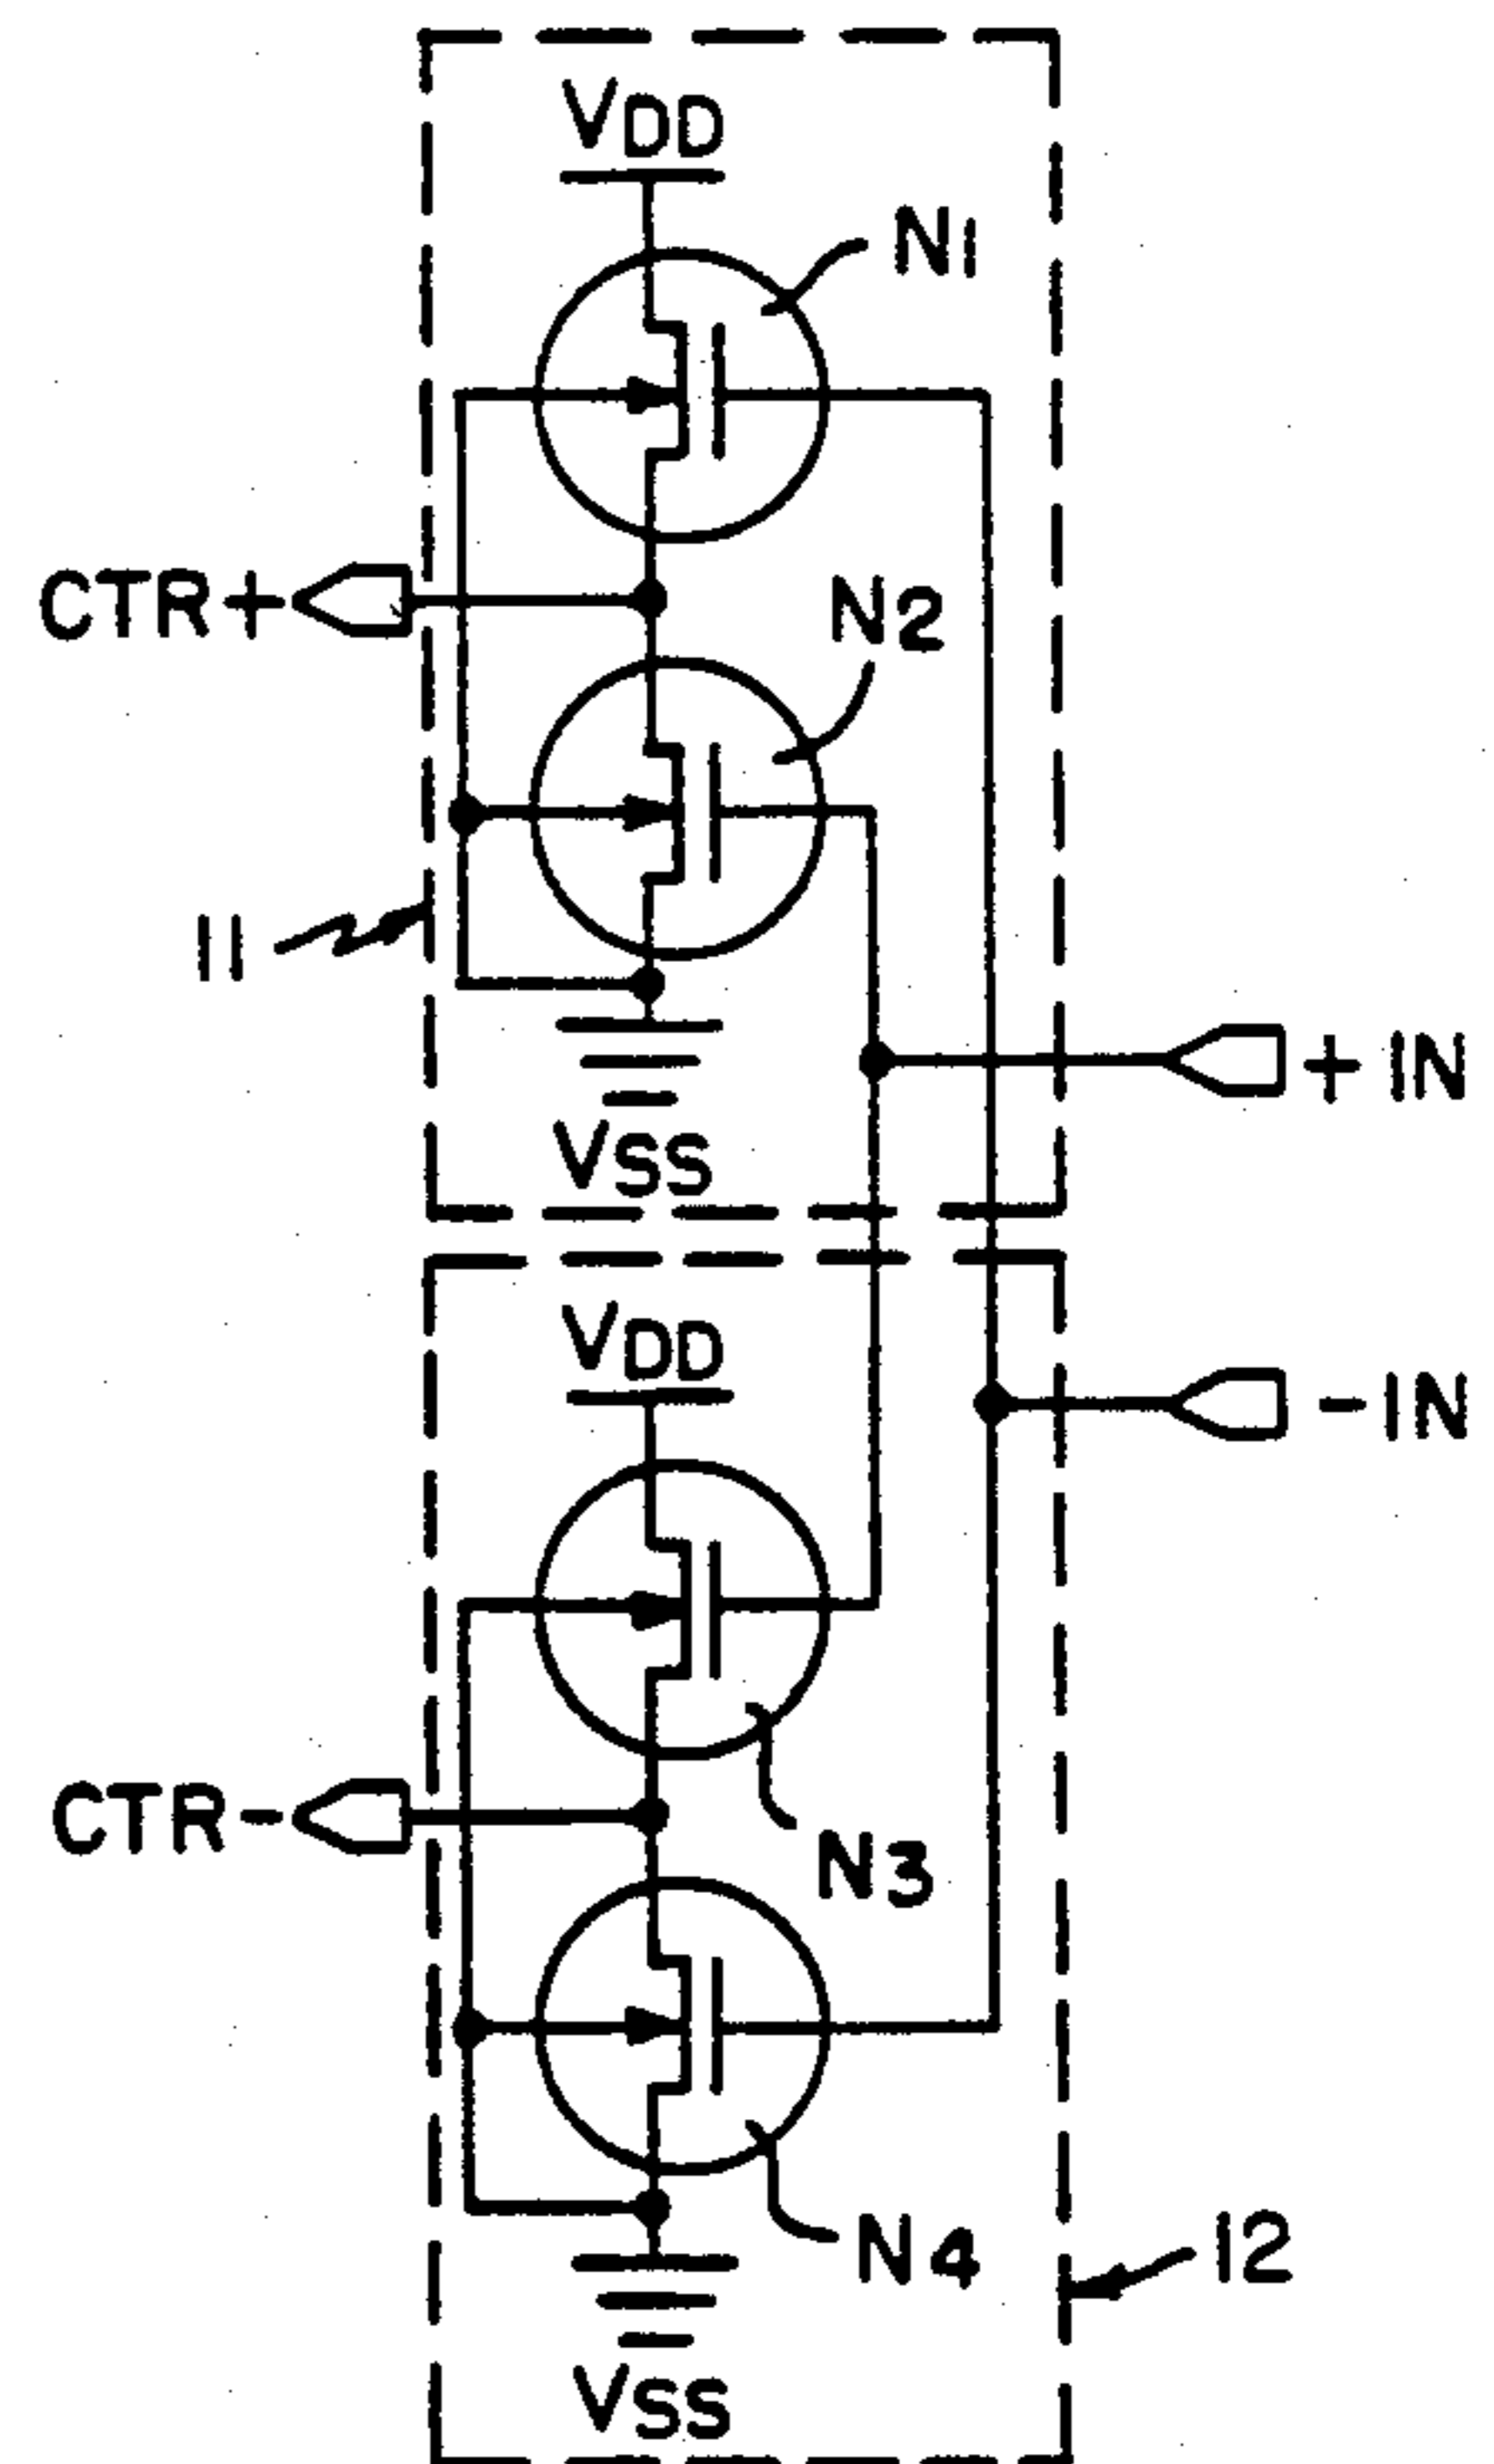 VDD
N1
CTR+
N2
11
+IN
VSS
VDD
-IN
CTR-
N3
N4
12
VSS